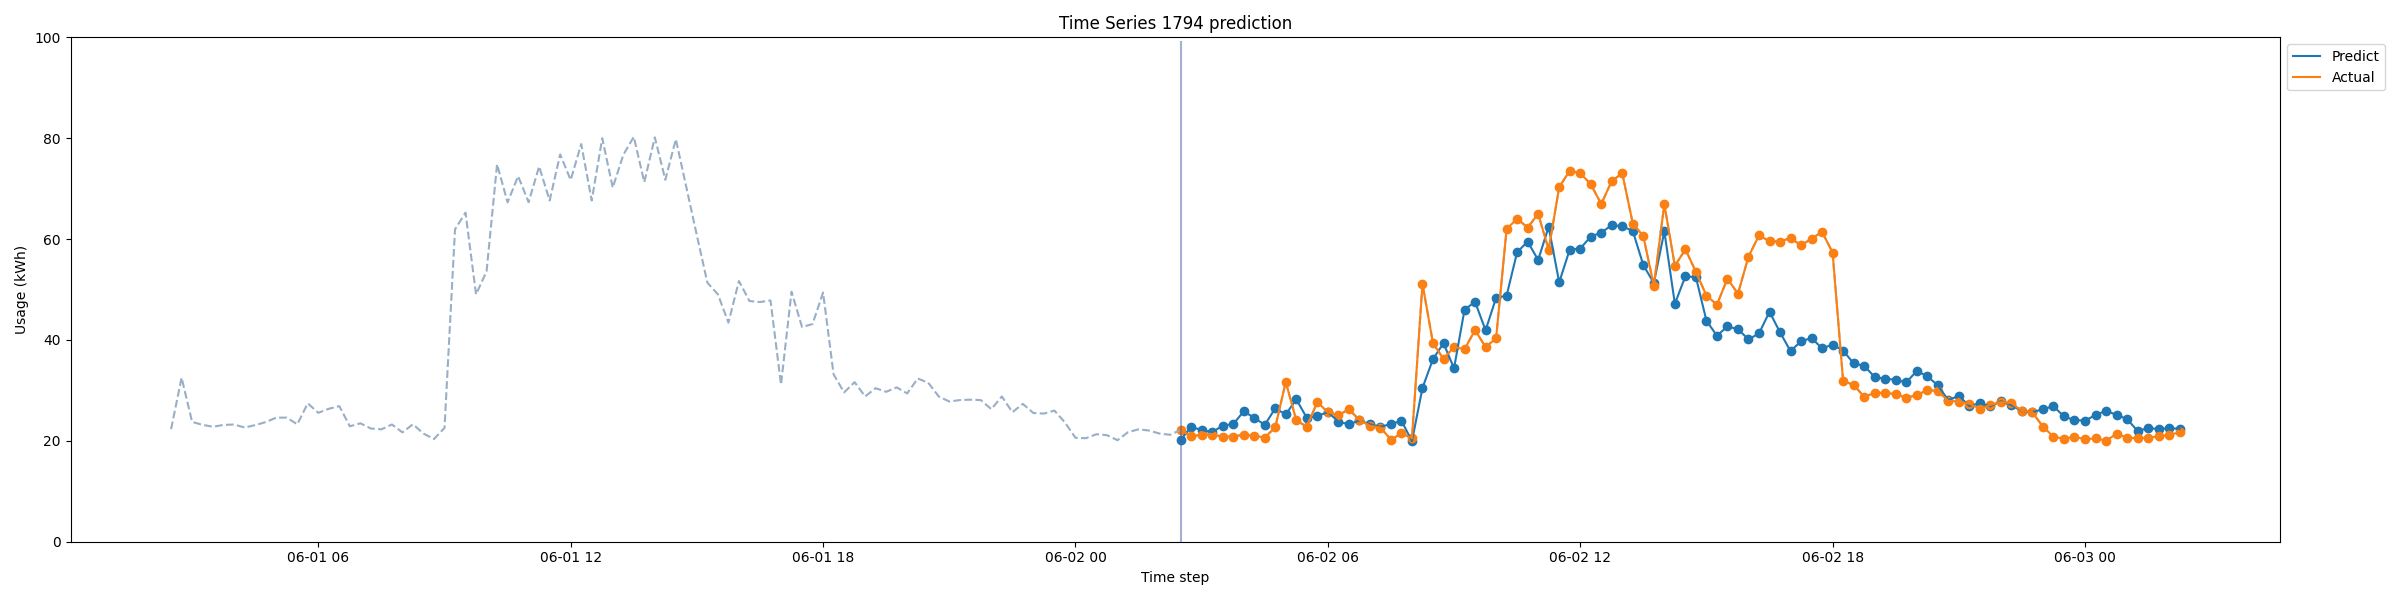 Time Series 1794 prediction
100
80
60
40
20
0
Usage (kWh)
06-01 06
06-01 12
06-01 18
06-02 00
06-02 06
06-02 12
06-02 18
06-03 00
Time step
Predict
Actual